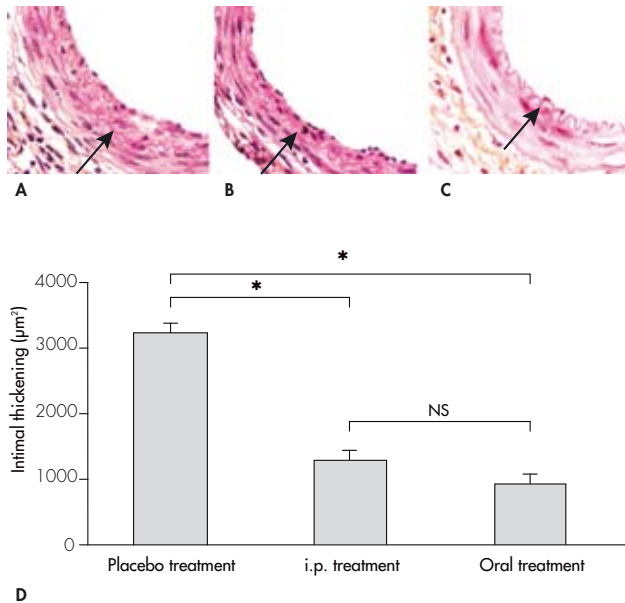 A
B
C
*
*
NS
Intimal thickening (µm²)
4000
3000
2000
1000
0
Placebo treatment
i.p. treatment
Oral treatment
D